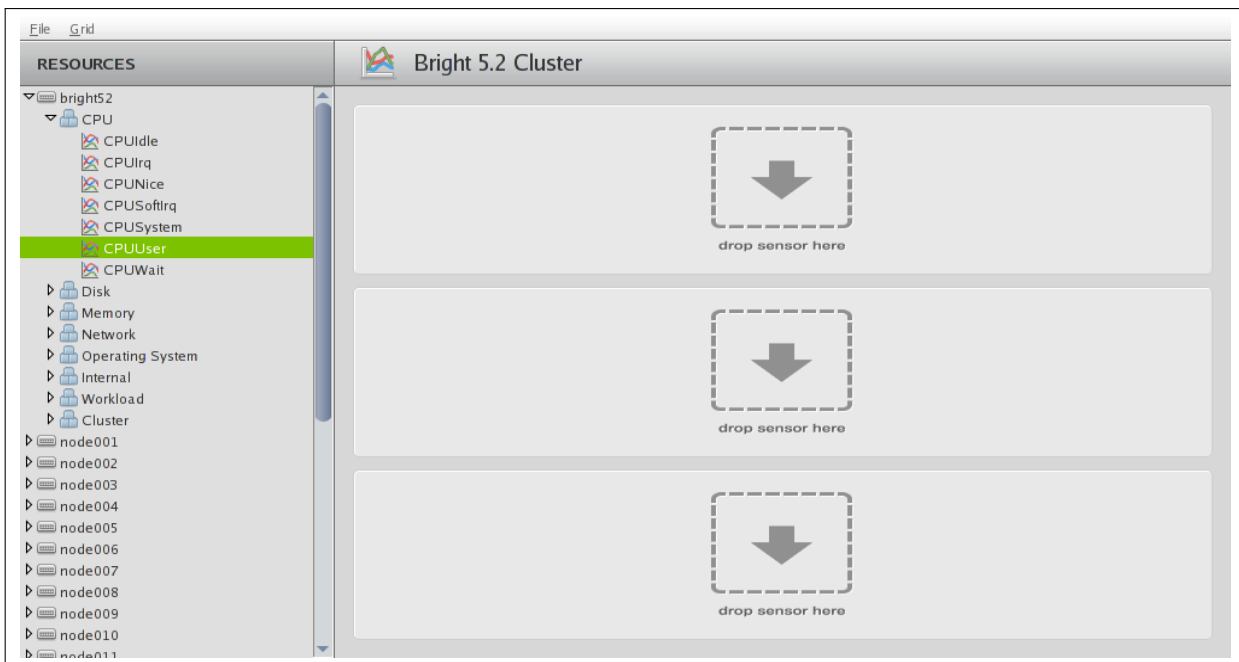 File Grid
RESOURCES
Bright 5.2 Cluster
bright52
CPU
CPUIdle
CPUIrq
CPUNice
CPUSoftIrq
CPUSystem
CPUUser
CPUWait
Disk
Memory
Network
Operating System
Internal
Workload
Cluster
node001
node002
node003
node004
node005
node006
node007
node008
node009
node010
node011
drop sensor here
drop sensor here
drop sensor here